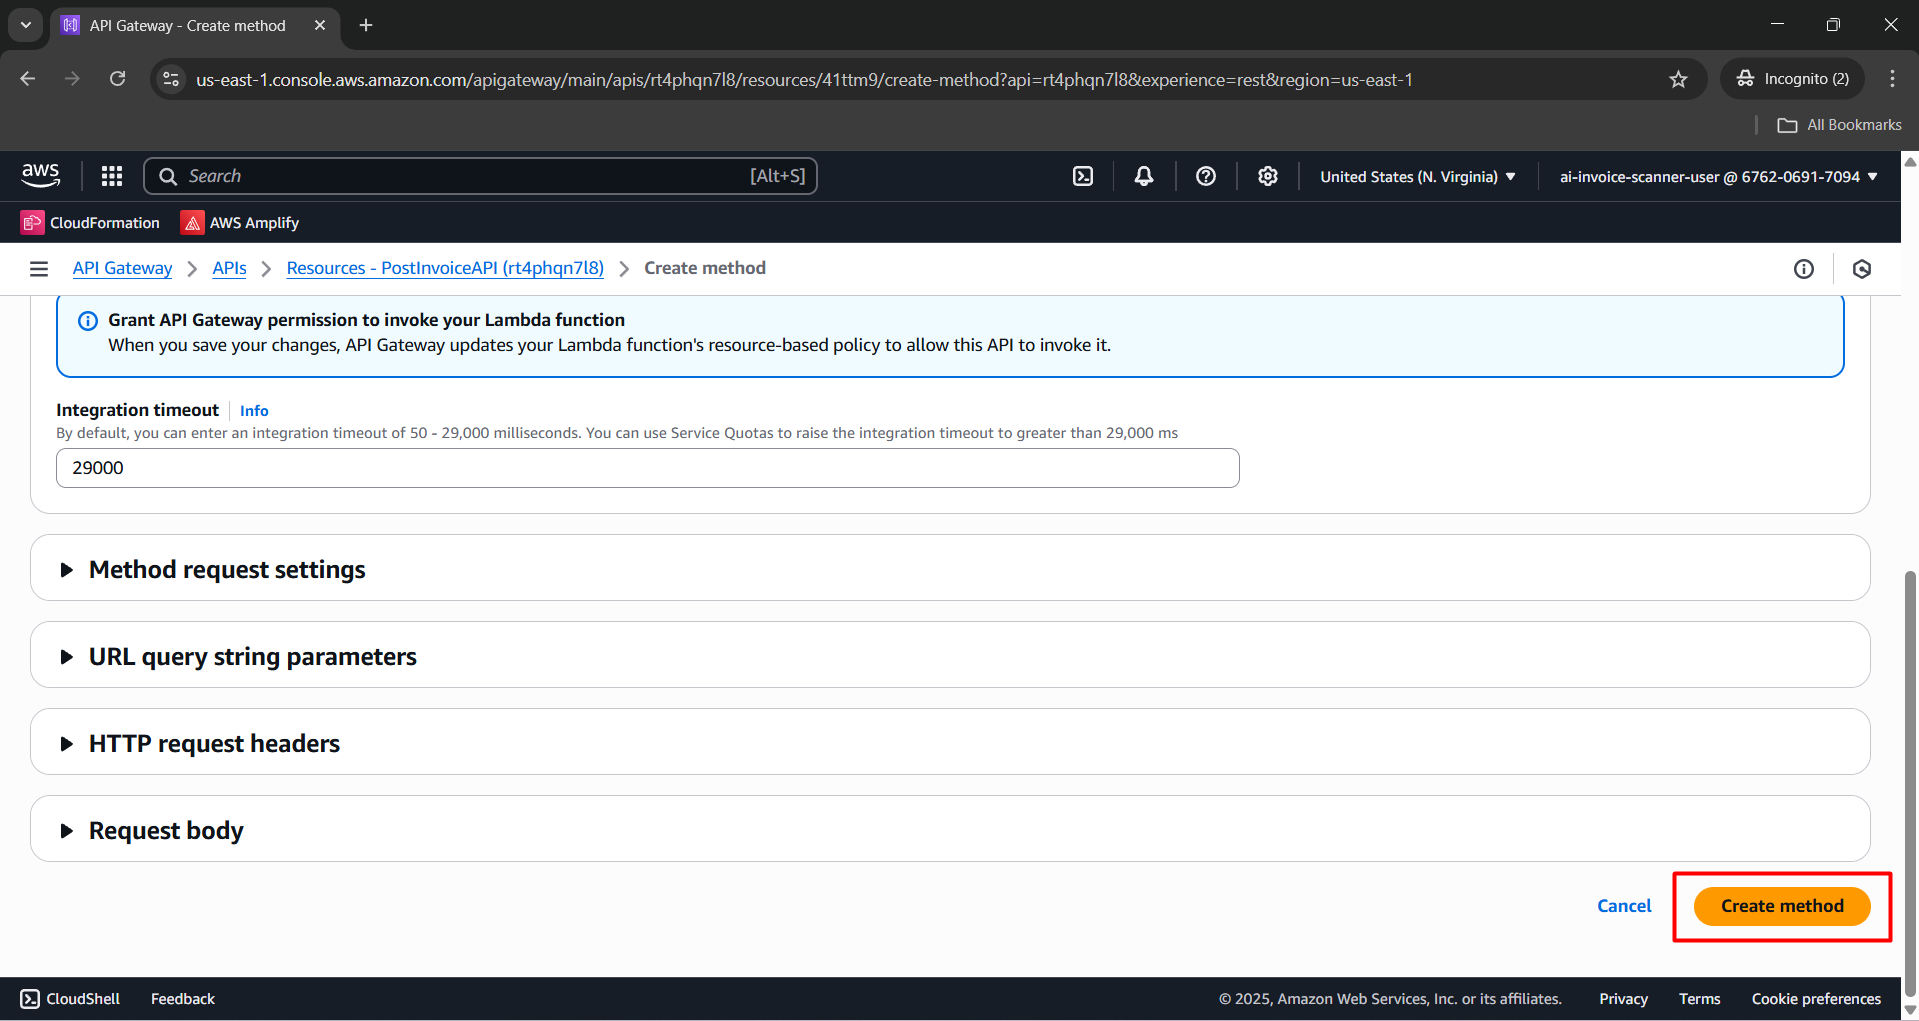 API Gateway - Create method
us-east-1.console.aws.amazon.com/apigateway/main/apis/rt4phqn7l8/resources/41ttm9/create-method?api=rt4phqn7l8&experience=rest&region=us-east-1
Incognito (2)
All Bookmarks
aws
Search
[Alt+S]
United States (N. Virginia)
ai-invoice-scanner-user @ 6762-0691-7094
CloudFormation
AWS Amplify
API Gateway
APIs
Resources - PostInvoiceAPI (rt4phqn7l8)
Create method
Grant API Gateway permission to invoke your Lambda function
When you save your changes, API Gateway updates your Lambda function's resource-based policy to allow this API to invoke it.
Integration timeout
Info
By default, you can enter an integration timeout of 50 - 29,000 milliseconds. You can use Service Quotas to raise the integration timeout to greater than 29,000 ms
29000
Method request settings
URL query string parameters
HTTP request headers
Request body
Cancel
Create method
CloudShell
Feedback
© 2025, Amazon Web Services, Inc. or its affiliates.
Privacy
Terms
Cookie preferences